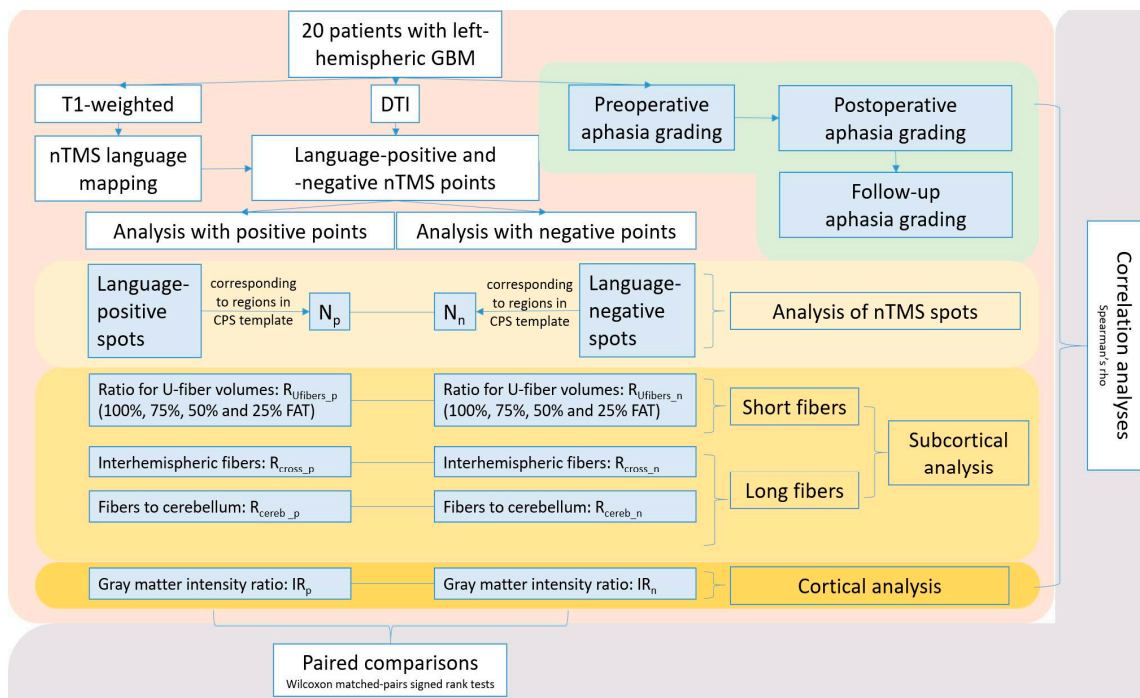 20 patients with left-
hemispheric GBM
T1-weighted
DTI
Preoperative
aphasia grading
Postoperative
aphasia grading
nTMS language
mapping
Language-positive and
-negative nTMS points
Follow-up
aphasia grading
Analysis with positive points
Analysis with negative points
Language-
positive spots
corresponding
to regions in
CPS template
Np
Nn
corresponding
to regions in
CPS template
Language-
negative
spots
Analysis of nTMS spots
Ratio for U-fiber volumes: RUfibers_p
(100%, 75%, 50% and 25% FAT)
Ratio for U-fiber volumes: RUfibers_n
(100%, 75%, 50% and 25% FAT)
Short fibers
Interhemispheric fibers: Rcross_p
Interhemispheric fibers: Rcross_n
Long fibers
Subcortical
analysis
Fibers to cerebellum: Rcereb _p
Fibers to cerebellum: Rcereb_n
Gray matter intensity ratio: IRp
Gray matter intensity ratio: IRn
Cortical analysis
Paired comparisons
Wilcoxon matched-pairs signed rank tests
Correlation analyses
Spearman's rho